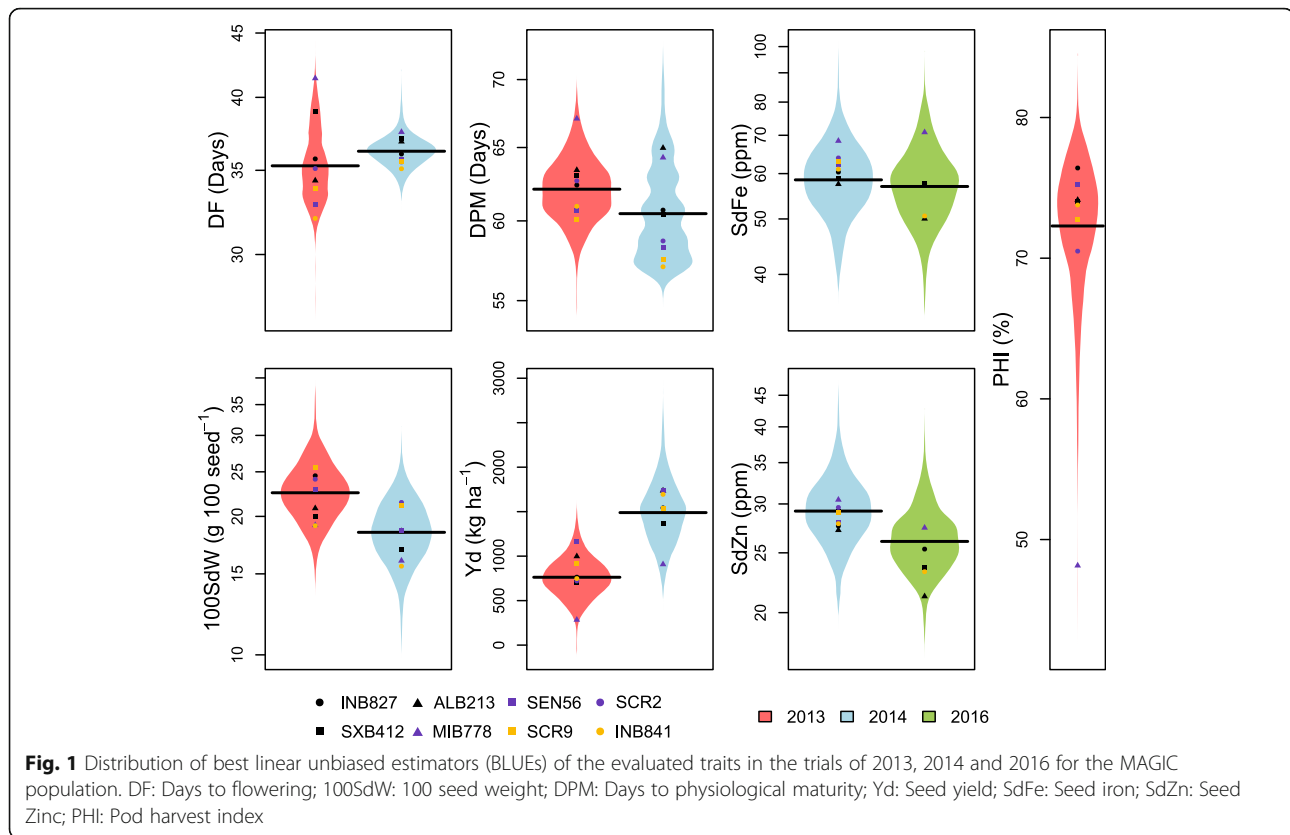 45
40
35
30
DF (Days)
70
65
60
55
DPM (Days)
100
80
70
60
50
40
SdFe (ppm)
80
70
60
50
PHI (%)
35
30
25
20
15
10
100SdW (g 100 seed⁻¹)
3000
2000
1000
500
0
Yd (kg ha⁻¹)
45
40
35
30
25
20
SdZn (ppm)
INB827 ALB213 SEN56 SCR2
SXB412 MIB778 SCR9 INB841
2013 2014 2016
Fig. 1 Distribution of best linear unbiased estimators (BLUEs) of the evaluated traits in the trials of 2013, 2014 and 2016 for the MAGIC
population. DF: Days to flowering; 100SdW: 100 seed weight; DPM: Days to physiological maturity; Yd: Seed yield; SdFe: Seed iron; SdZn: Seed
Zinc; PHI: Pod harvest index